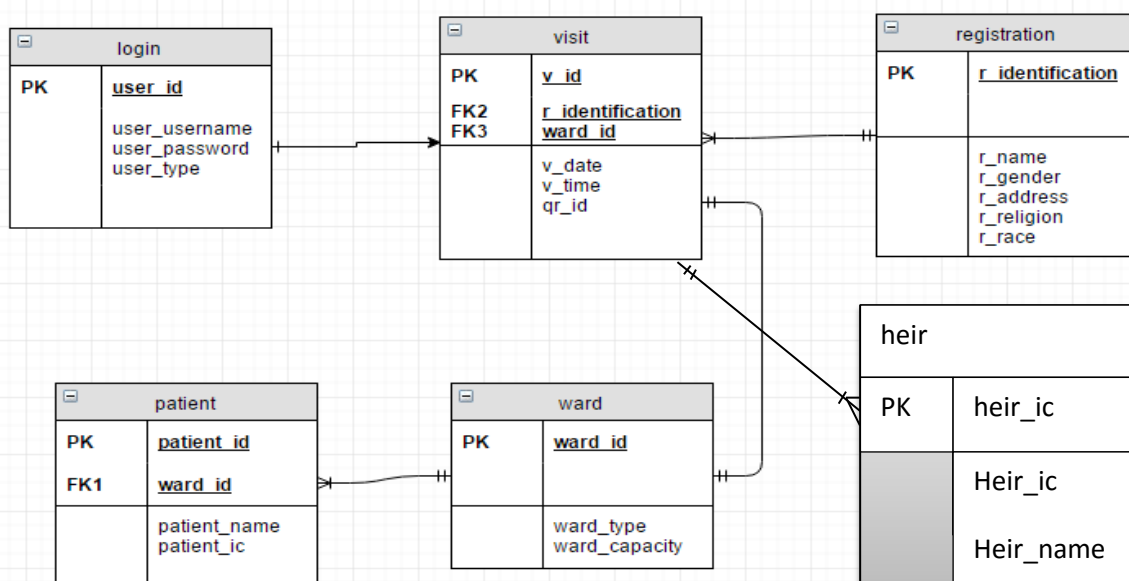 login
PK user_id
user_username
user_password
user_type
visit
PK v_id
FK2 r_identification
FK3 ward_id
v_date
v_time
qr_id
registration
PK r_identification
r_name
r_gender
r_address
r_religion
r_race
patient
PK patient_id
FK1 ward_id
patient_name
patient_ic
ward
PK ward_id
ward_type
ward_capacity
heir
PK heir_ic
Heir_ic
Heir_name